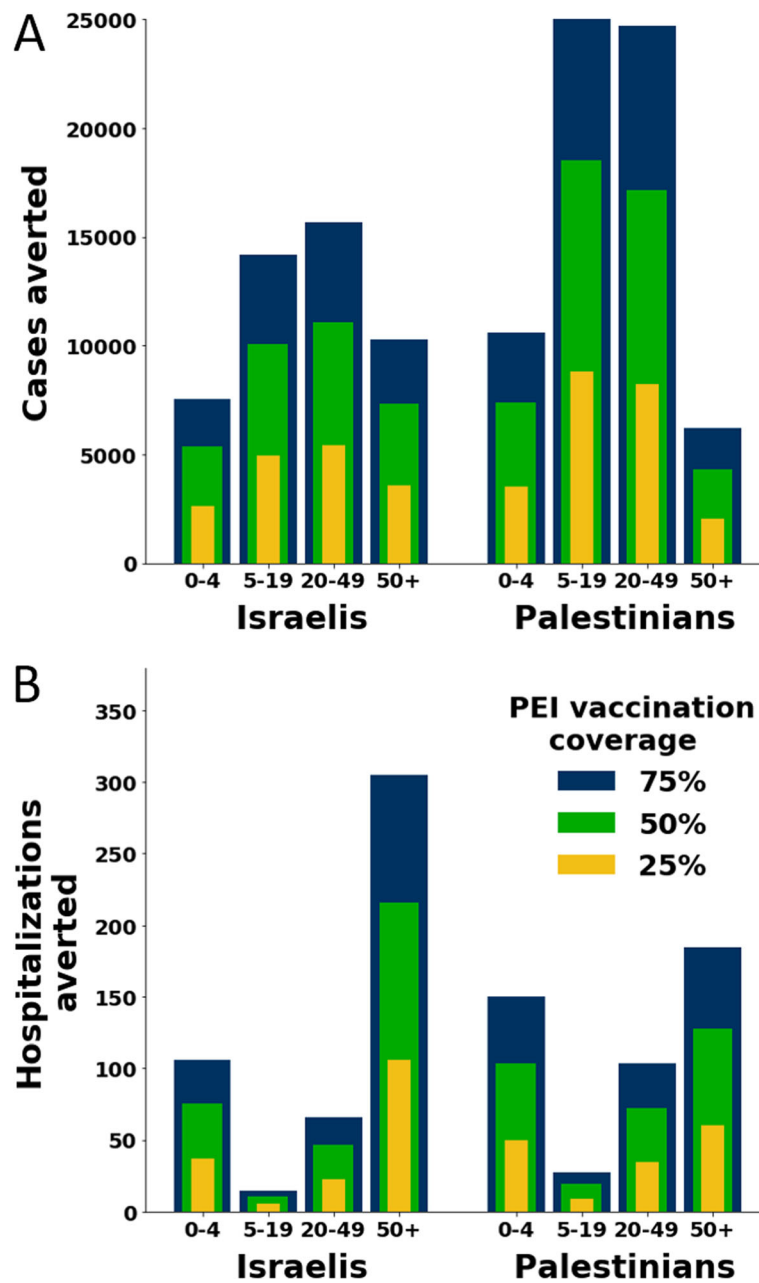 A
Cases averted
25000
20000
15000
10000
5000
0
0-4 5-19 20-49 50+ 0-4 5-19 20-49 50+
Israelis Palestinians
B
Hospitalizations
averted
350
300
250
200
150
100
50
0
PEI vaccination
coverage
75%
50%
25%
0-4 5-19 20-49 50+ 0-4 5-19 20-49 50+
Israelis Palestinians